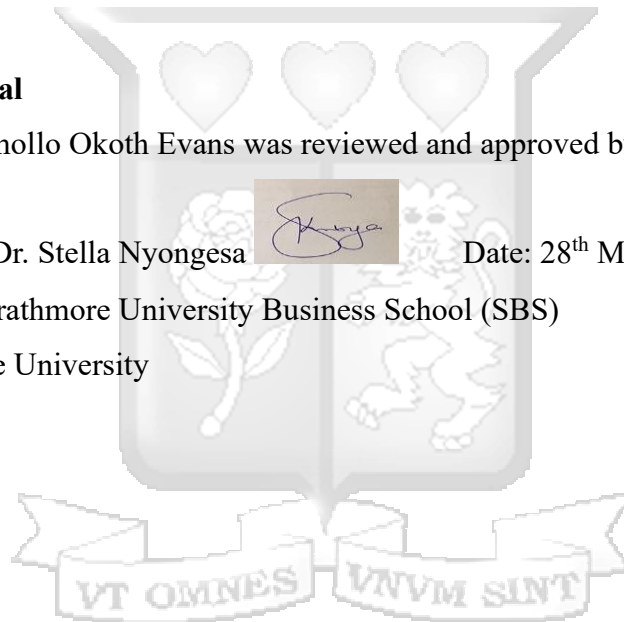 al
nollo Okoth Evans was reviewed and approved b
Dr. Stella Nyongesa Date: 28th M
rathmore University Business School (SBS)
e University
VT OMNES VNVM SINT